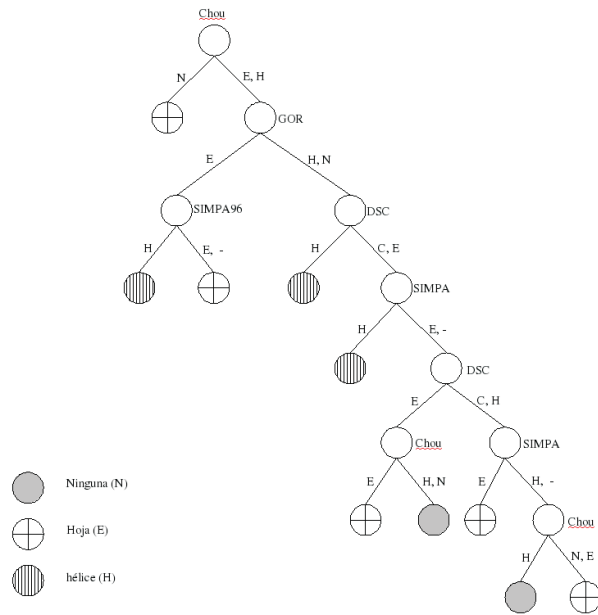 Chou
N
E, H
GOR
E
H, N
SIMPA96
DSC
H
E, -
H
C, E
SIMPA
H
E, -
DSC
E
C, H
Chou
SIMPA
E
H, N
E
H, -
Chou
H
N, E
Ninguna (N)
Hoja (E)
hélice (H)